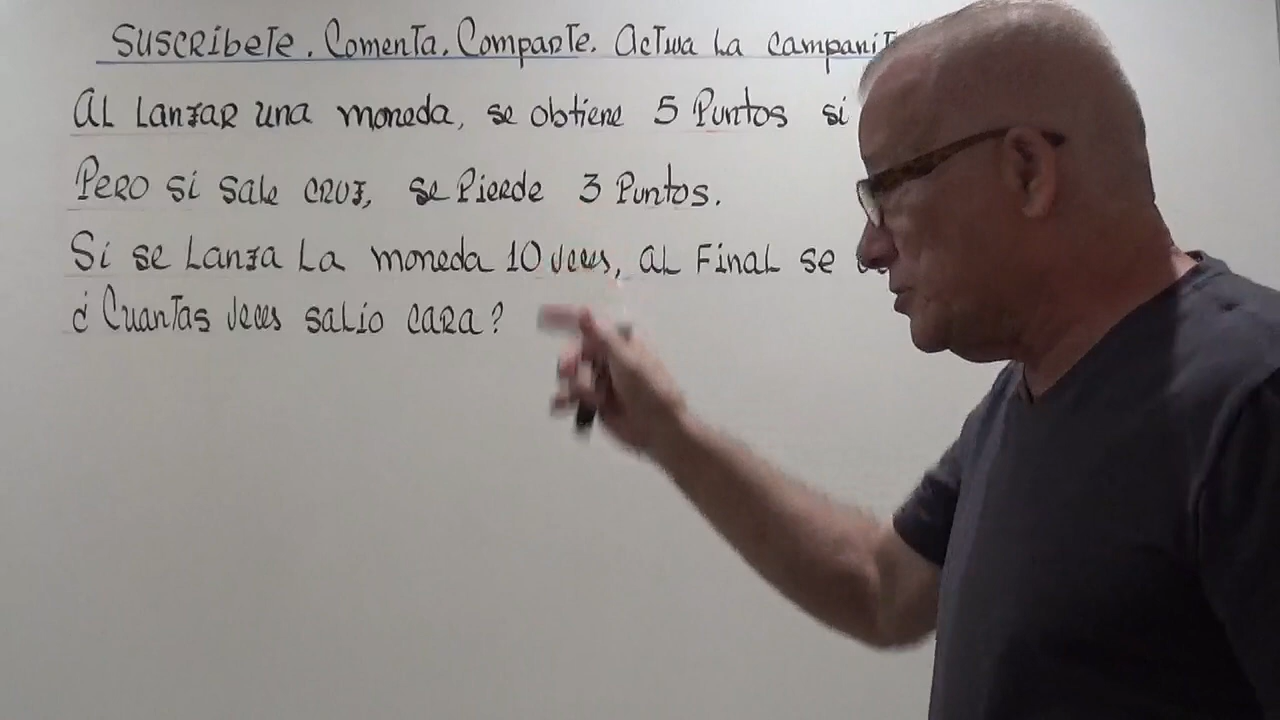 Suscríbete. Comenta. Comparte. Activa La
Al Lanzar una moneda, se obtiene 5 Puntos si
Pero si sale cruz, se Pierde 3 Puntos.
Si se Lanza La moneda 10 veces, al Final se
¿Cuantas veces salio cara?